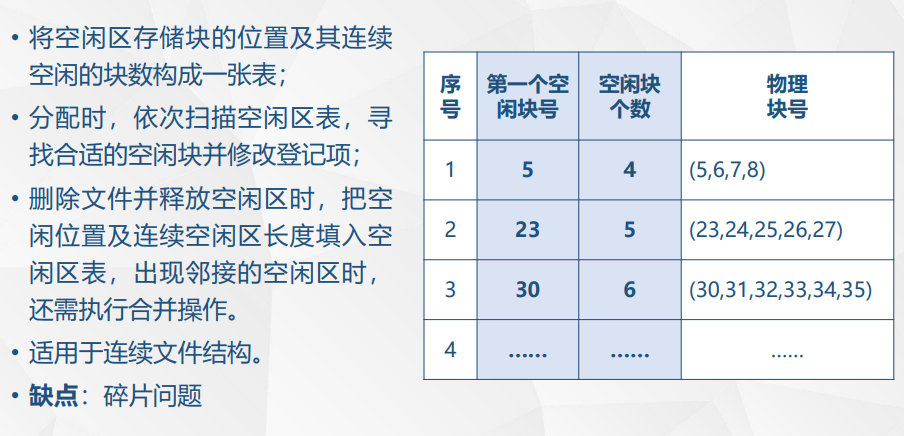 • 将空闲区存储块的位置及其连续
空闲的块数构成一张表；
• 分配时，依次扫描空闲区表，寻
找合适的空闲块并修改登记项；
• 删除文件并释放空闲区时，把空
闲位置及连续空闲区长度填入空
闲区表，出现邻接的空闲区时，
还需执行合并操作。
• 适用于连续文件结构。
• 缺点：碎片问题
序号 第一个空闲块号 空闲块个数 物理块号
1 5 4 (5,6,7,8)
2 23 5 (23,24,25,26,27)
3 30 6 (30,31,32,33,34,35)
4 …… …… ……